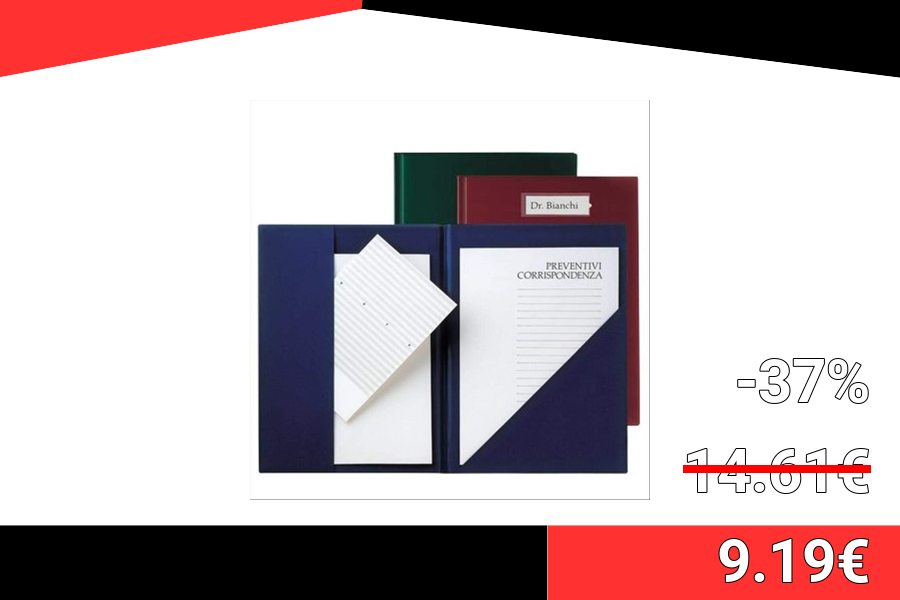 Dr. Bianchi
PREVENTIVI
CORRISPONDENZA
-37%
14.61€
9.19€